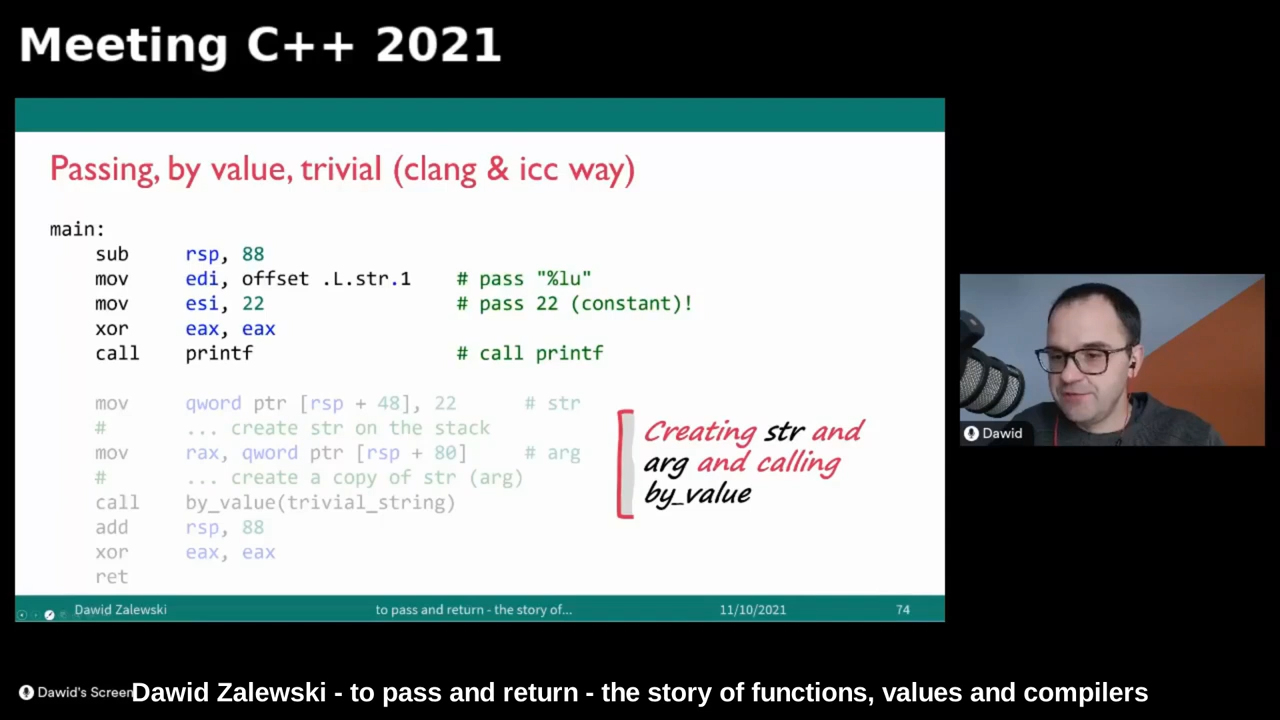 Meeting C++ 2021
Passing, by value, trivial (clang & icc way)
main:
sub rsp, 88
mov edi, offset .L.str.1 # pass "%lu"
mov esi, 22 # pass 22 (constant)!
xor eax, eax
call printf # call printf
mov qword ptr [rsp + 48], 22 # str
# ... create str on the stack
mov rax, qword ptr [rsp + 80] # arg
# ... create a copy of str (arg)
call by_value(trivial_string)
add rsp, 88
xor eax, eax
ret
Creating str and
arg and calling
by_value
Dawid Zalewski to pass and return - the story of... 11/10/2021 74
Dawid
Dawid's Screen
Dawid Zalewski - to pass and return - the story of functions, values and compilers